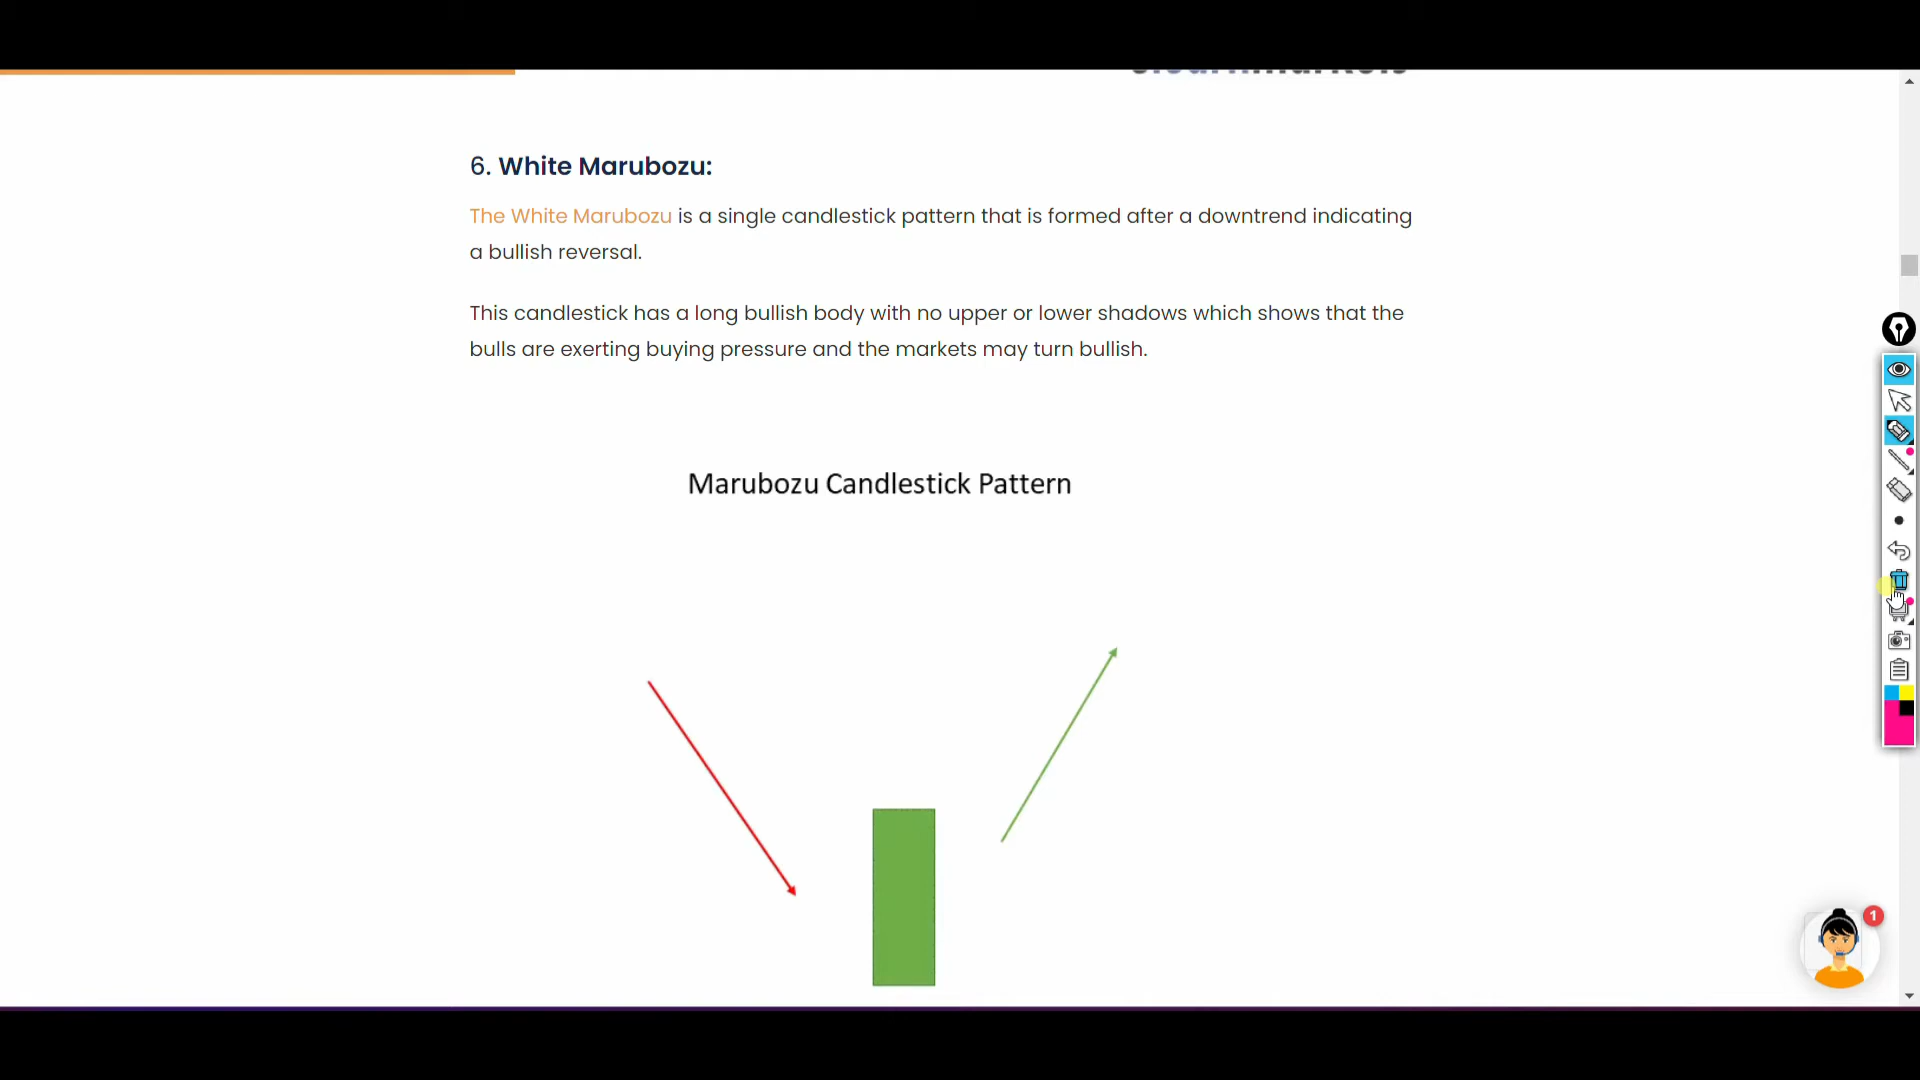 6. White Marubozu:
The White Marubozu is a single candlestick pattern that is formed after a downtrend indicating
a bullish reversal.
This candlestick has a long bullish body with no upper or lower shadows which shows that the
bulls are exerting buying pressure and the markets may turn bullish.
Marubozu Candlestick Pattern
1